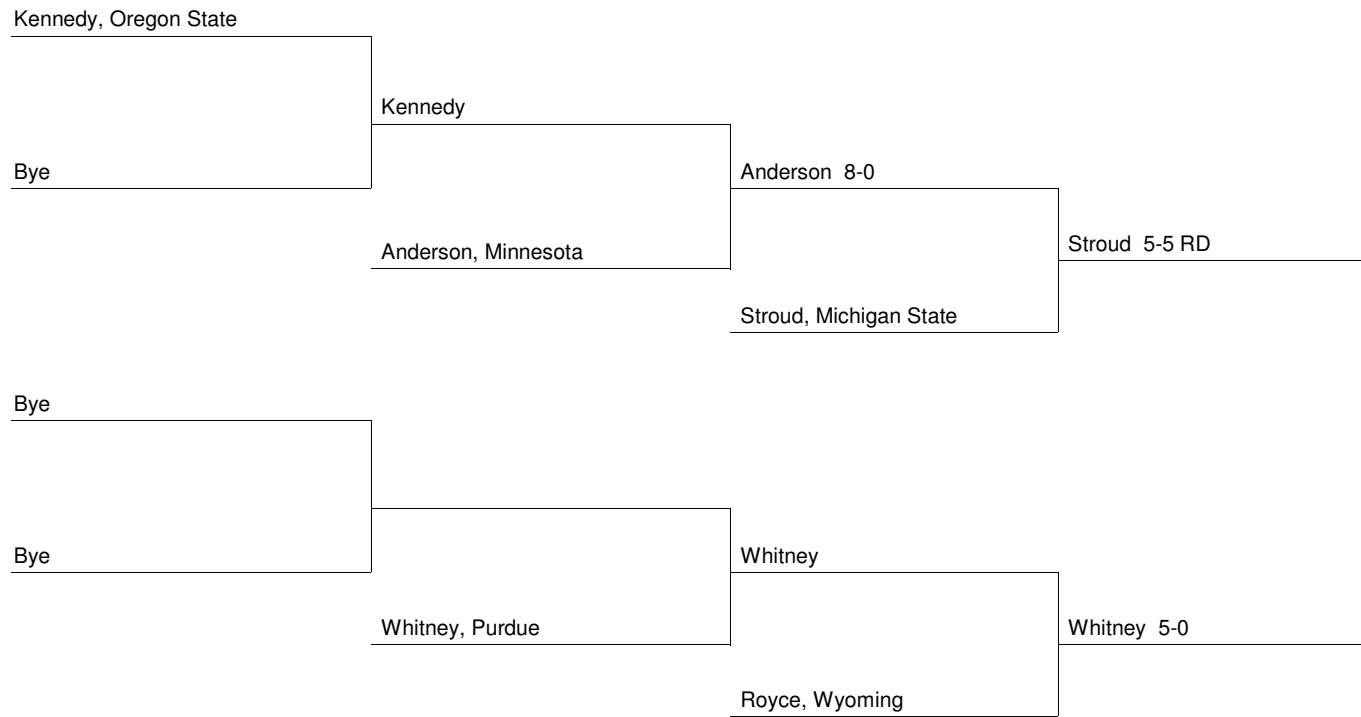 Kennedy, Oregon State
Kennedy
Bye
Anderson  8-0
Anderson, Minnesota
Stroud  5-5 RD
Stroud, Michigan State
Bye
Bye
Whitney
Whitney, Purdue
Whitney  5-0
Royce, Wyoming